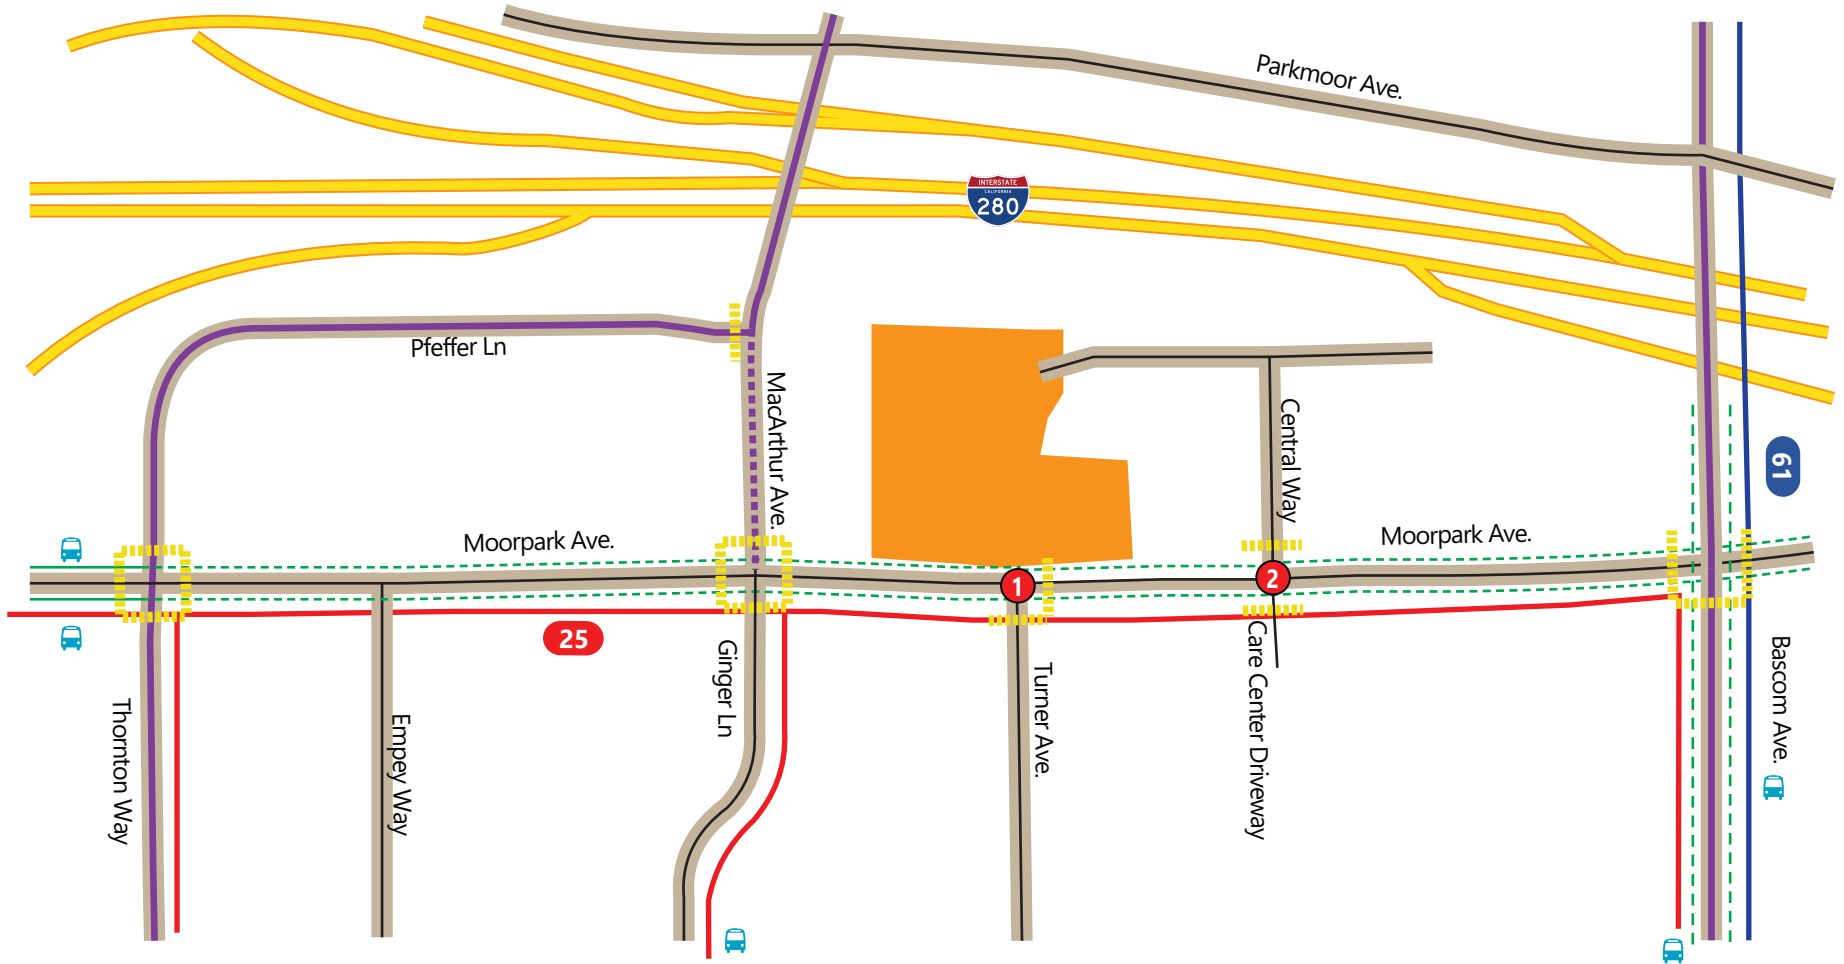 Parkmoor Ave.
INTERSTATE
CALIFORNIA
280
Pfeffer Ln
MacArthur Ave.
Central Way
61
Moorpark Ave.
Moorpark Ave.
1
2
25
Thornton Way
Empey Way
Ginger Ln
Turner Ave.
Care Center Driveway
Bascom Ave.